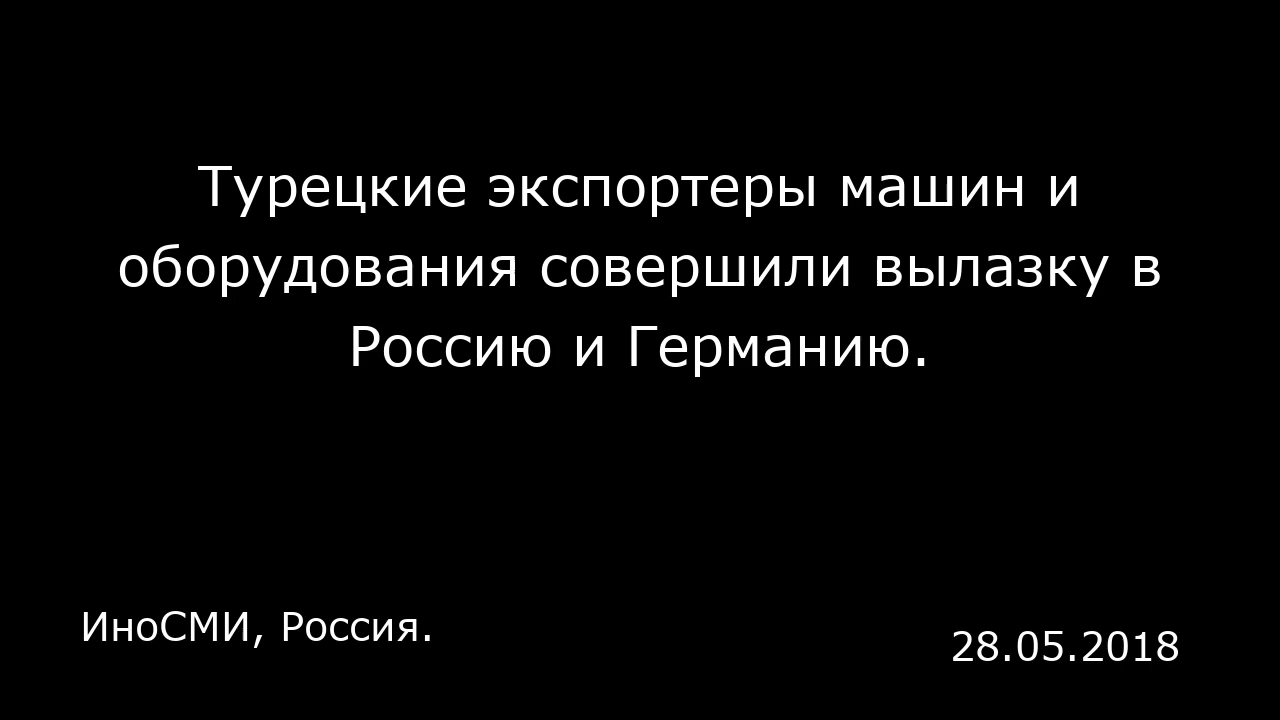 Турецкие экспортеры машин и
оборудования совершили вылазку в
Россию и Германию.
ИноСМИ, Россия.
28.05.2018